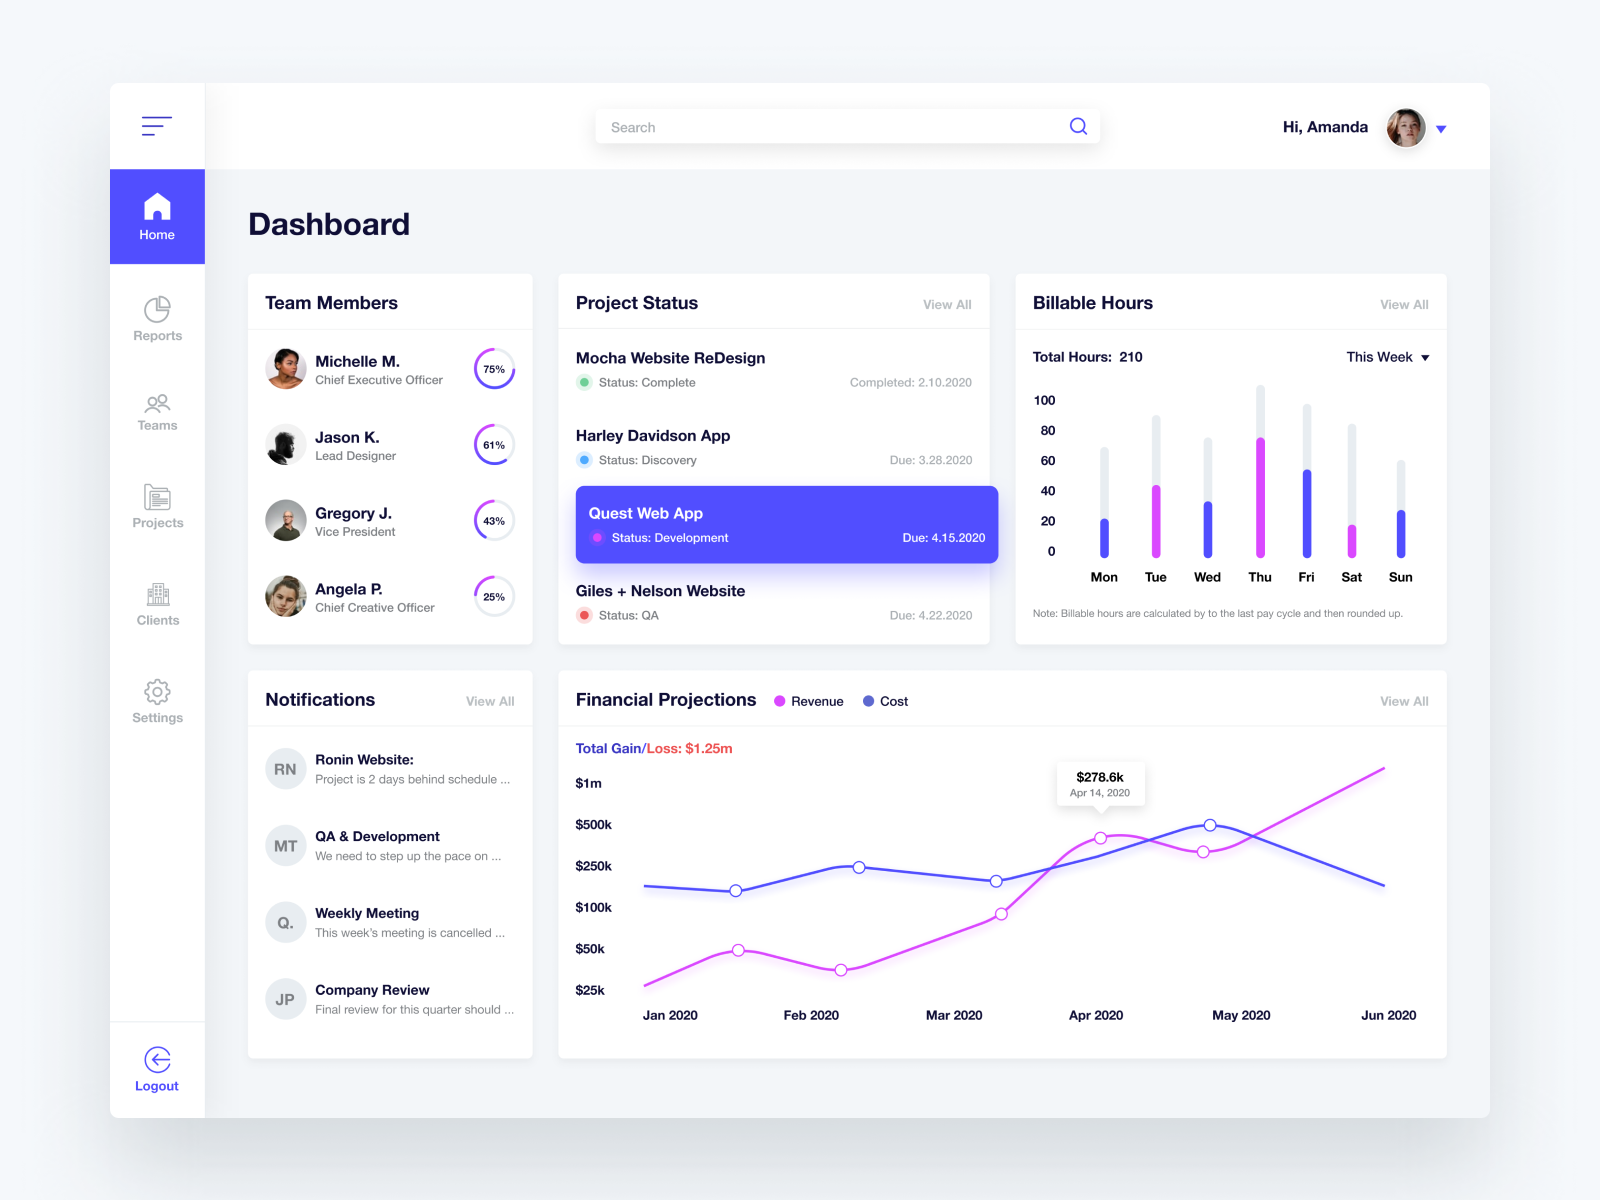 Search
Hi, Amanda
Home
Reports
Teams
Projects
Clients
Settings
Logout
Dashboard
Team Members
Michelle M.
Chief Executive Officer
75%
Jason K.
Lead Designer
61%
Gregory J.
Vice President
43%
Angela P.
Chief Creative Officer
25%
Project Status
View All
Mocha Website ReDesign
Status: Complete
Completed: 2.10.2020
Harley Davidson App
Status: Discovery
Due: 3.28.2020
Quest Web App
Status: Development
Due: 4.15.2020
Giles + Nelson Website
Status: QA
Due: 4.22.2020
Billable Hours
View All
Total Hours: 210
This Week
100
80
60
40
20
0
Mon Tue Wed Thu Fri Sat Sun
Note: Billable hours are calculated by to the last pay cycle and then rounded up.
Notifications
View All
RN
Ronin Website:
Project is 2 days behind schedule ...
MT
QA & Development
We need to step up the pace on ...
Q.
Weekly Meeting
This week's meeting is cancelled ...
JP
Company Review
Final review for this quarter should ...
Financial Projections
Revenue
Cost
View All
Total Gain/Loss: $1.25m
$1m
$500k
$250k
$100k
$50k
$25k
$278.6k
Apr 14, 2020
Jan 2020 Feb 2020 Mar 2020 Apr 2020 May 2020 Jun 2020